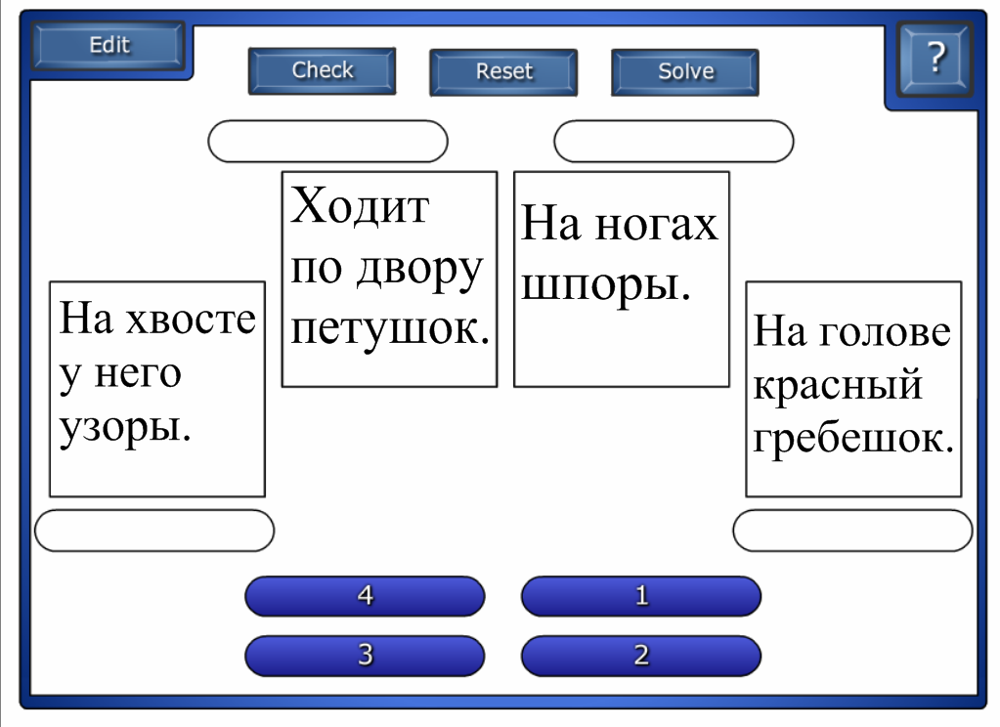 Edit
Check
Reset
Solve
?
Ходит
по двору
петушок.
На ногах
шпоры.
На хвосте
у него
узоры.
На голове
красный
гребешок.
4
1
3
2